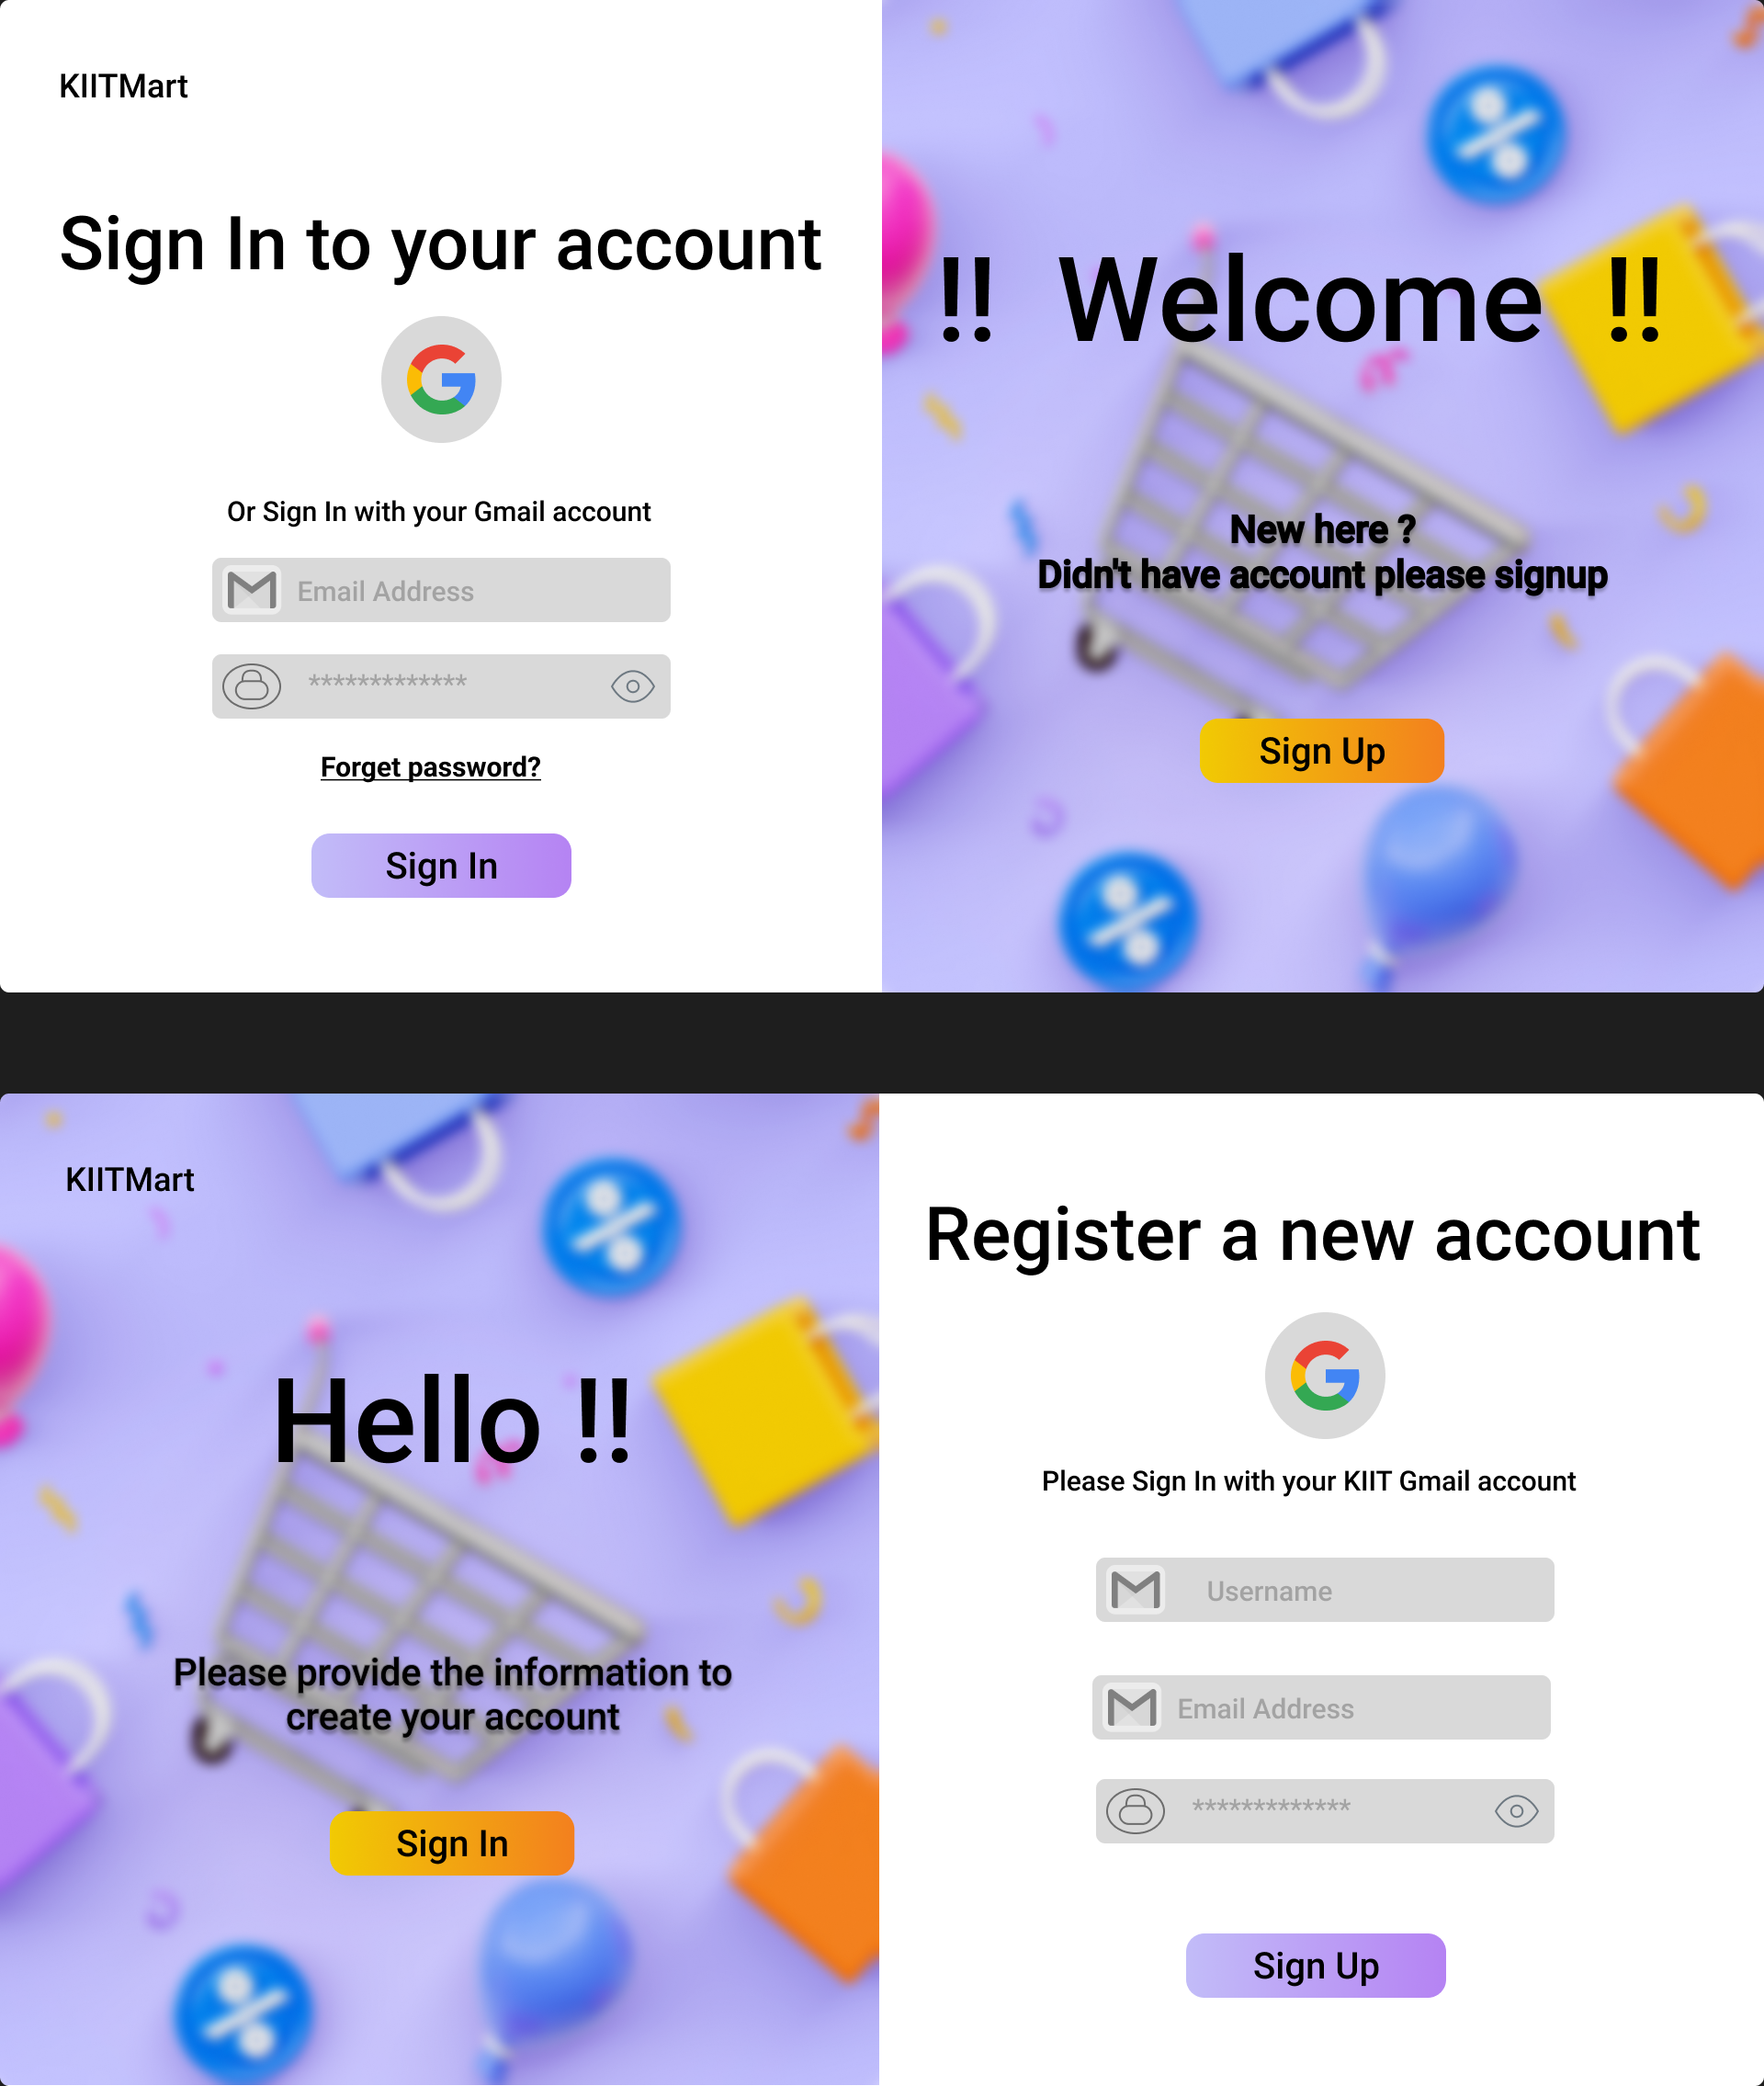 KIITMart
Sign In to your account
Or Sign In with your Gmail account
Email Address
*************
Forget password?
Sign In
!! Welcome !!
New here ?
Didn't have account please signup
Sign Up
KIITMart
Hello !!
Please provide the information to
create your account
Sign In
Register a new account
Please Sign In with your KIIT Gmail account
Username
Email Address
*************
Sign Up